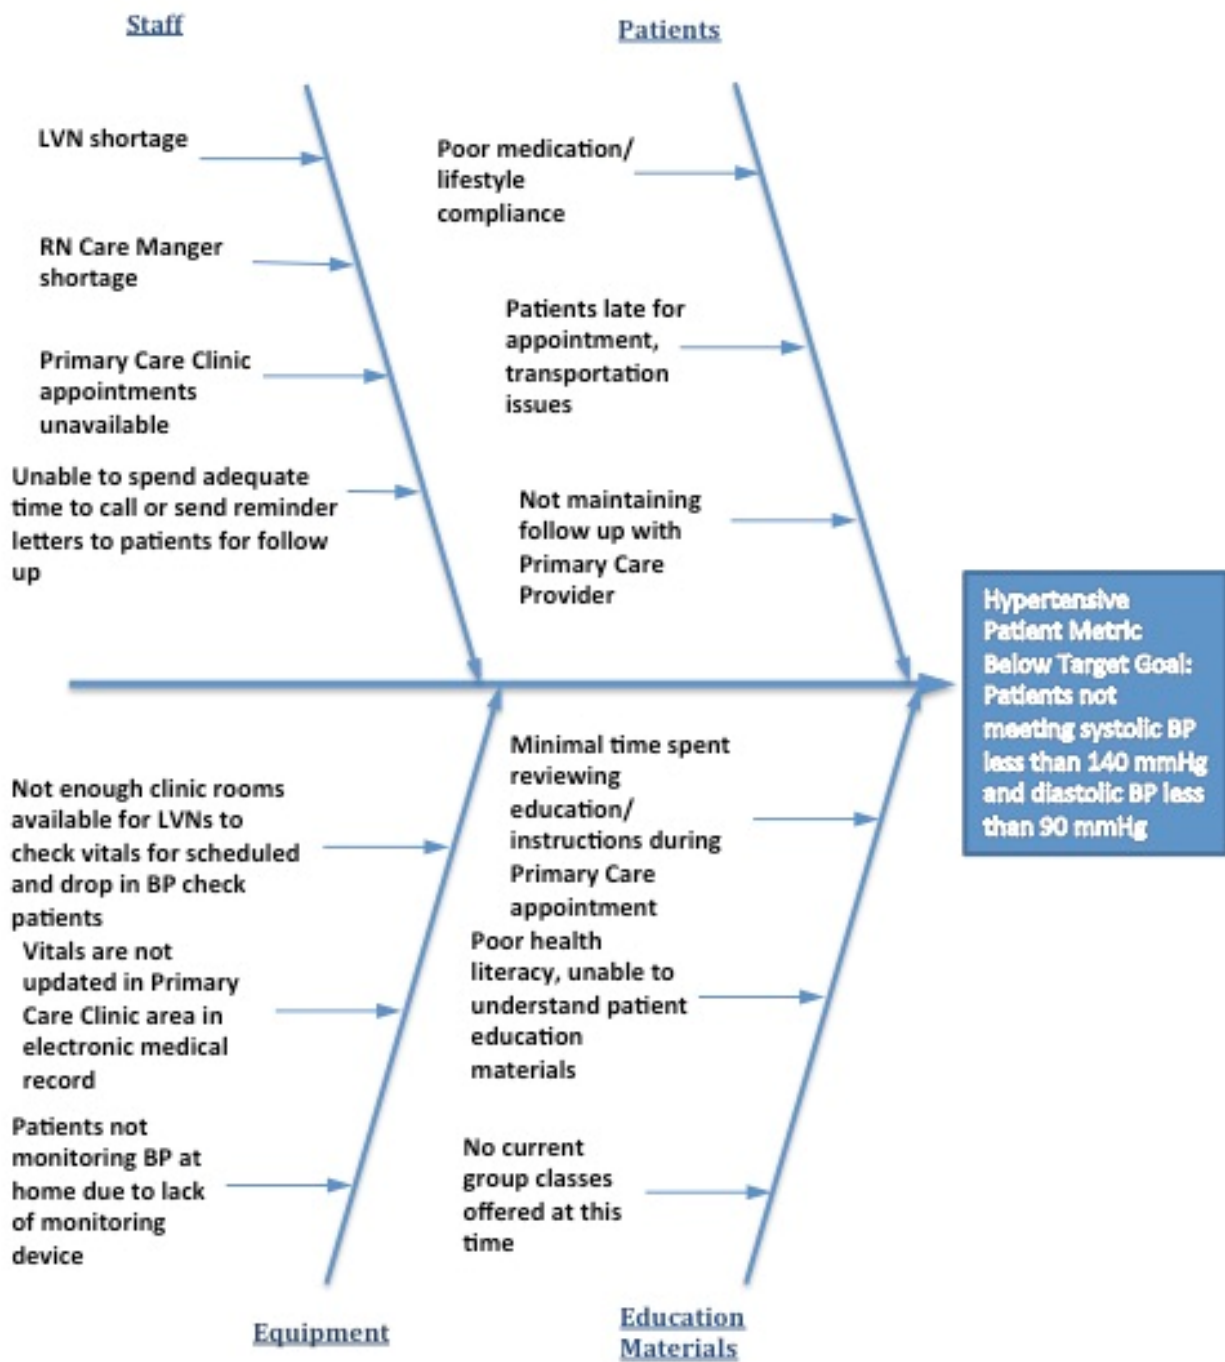 Staff
LVN shortage
RN Care Manger
shortage
Primary Care Clinic
appointments
unavailable
Unable to spend adequate
time to call or send reminder
letters to patients for follow
up
Patients
Poor medication/
lifestyle
compliance
Patients late for
appointment,
transportation
issues
Not maintaining
follow up with
Primary Care
Provider
Hypertensive
Patient Metric
Below Target Goal:
Patients not
meeting systolic BP
less than 140 mmHg
and diastolic BP less
than 90 mmHg
Not enough clinic rooms
available for LVNs to
check vitals for scheduled
and drop in BP check
patients
Vitals are not
updated in Primary
Care Clinic area in
electronic medical
record
Patients not
monitoring BP at
home due to lack
of monitoring
device
Equipment
Minimal time spent
reviewing
education/
instructions during
Primary Care
appointment
Poor health
literacy, unable to
understand patient
education
materials
No current
group classes
offered at this
time
Education
Materials